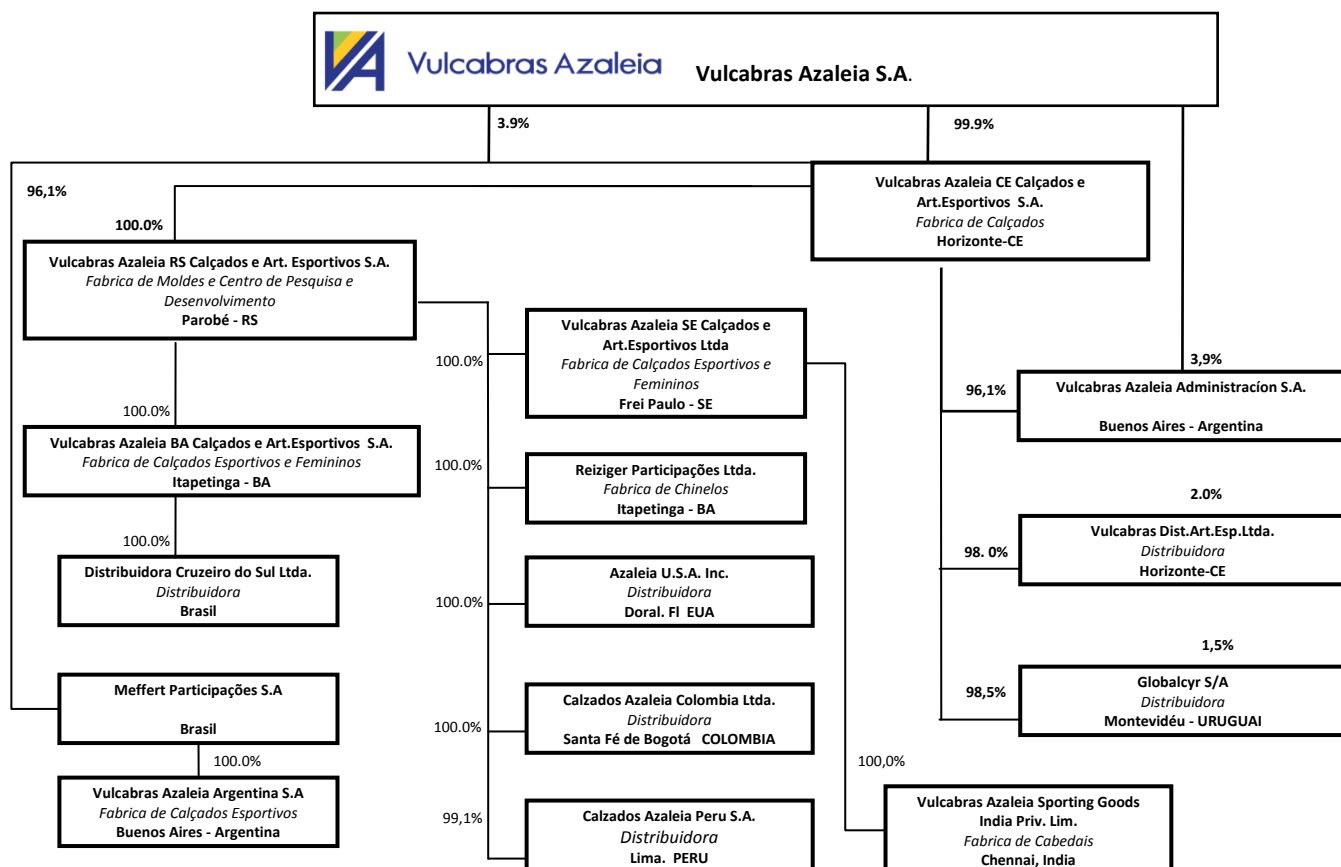 Vulcabras Azaleia
Vulcabras Azaleia S.A.
3.9%
99.9%
96,1%
100.0%
Vulcabras Azaleia CE Calçados e
Art.Esportivos S.A.
Fabrica de Calçados
Horizonte-CE
Vulcabras Azaleia RS Calçados e Art. Esportivos S.A.
Fabrica de Moldes e Centro de Pesquisa e
Desenvolvimento
Parobé - RS
100.0%
Vulcabras Azaleia SE Calçados e
Art.Esportivos Ltda
Fabrica de Calçados Esportivos e
Femininos
Frei Paulo - SE
3,9%
96,1%
Vulcabras Azaleia Administracíon S.A.
Buenos Aires - Argentina
100.0%
Vulcabras Azaleia BA Calçados e Art.Esportivos S.A.
Fabrica de Calçados Esportivos e Femininos
Itapetinga - BA
100.0%
Reiziger Participações Ltda.
Fabrica de Chinelos
Itapetinga - BA
2.0%
98. 0%
Vulcabras Dist.Art.Esp.Ltda.
Distribuidora
Horizonte-CE
100.0%
Distribuidora Cruzeiro do Sul Ltda.
Distribuidora
Brasil
100.0%
Azaleia U.S.A. Inc.
Distribuidora
Doral. Fl EUA
1,5%
98,5%
Globalcyr S/A
Distribuidora
Montevidéu - URUGUAI
Meffert Participações S.A
Brasil
100.0%
Calzados Azaleia Colombia Ltda.
Distribuidora
Santa Fé de Bogotá COLOMBIA
100.0%
Vulcabras Azaleia Argentina S.A
Fabrica de Calçados Esportivos
Buenos Aires - Argentina
99,1%
Calzados Azaleia Peru S.A.
Distribuidora
Lima. PERU
100,0%
Vulcabras Azaleia Sporting Goods
India Priv. Lim.
Fabrica de Cabedais
Chennai, India